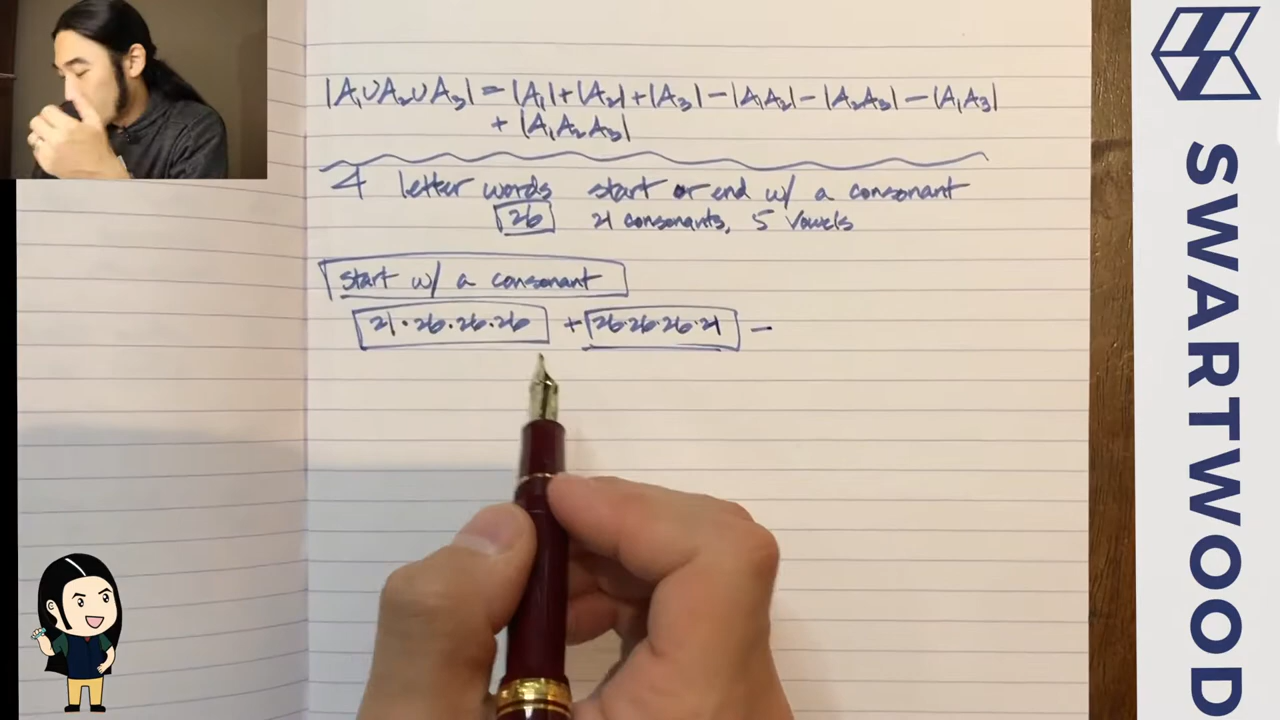 |A₁∪A₂∪A₃| = |A₁|+|A₂|+|A₃|-|A₁A₂|-|A₂A₃|-|A₁A₃|
+ |A₁A₂A₃|
4 letter words start or end w/ a consonant
26 21 consonants, 5 vowels
start w/ a consonant
21·26·26·26 + 26·26·26·21 -
SWARTWOOD